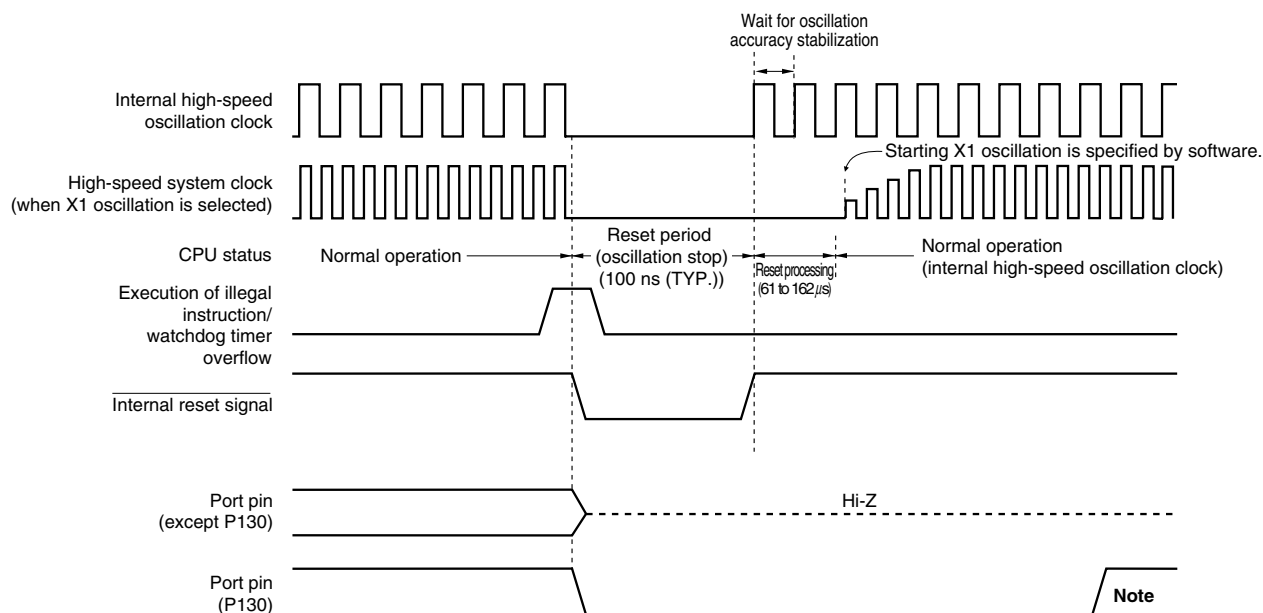 Wait for oscillation
accuracy stabilization
Internal high-speed
oscillation clock
Starting X1 oscillation is specified by software.
High-speed system clock
(when X1 oscillation is selected)
CPU status
Normal operation
Reset period
(oscillation stop)
(100 ns (TYP.))
Reset processing
(61 to 162 μs)
Normal operation
(internal high-speed oscillation clock)
Execution of illegal
instruction/
watchdog timer
overflow
Internal reset signal
Port pin
(except P130)
Hi-Z
Port pin
(P130)
Note